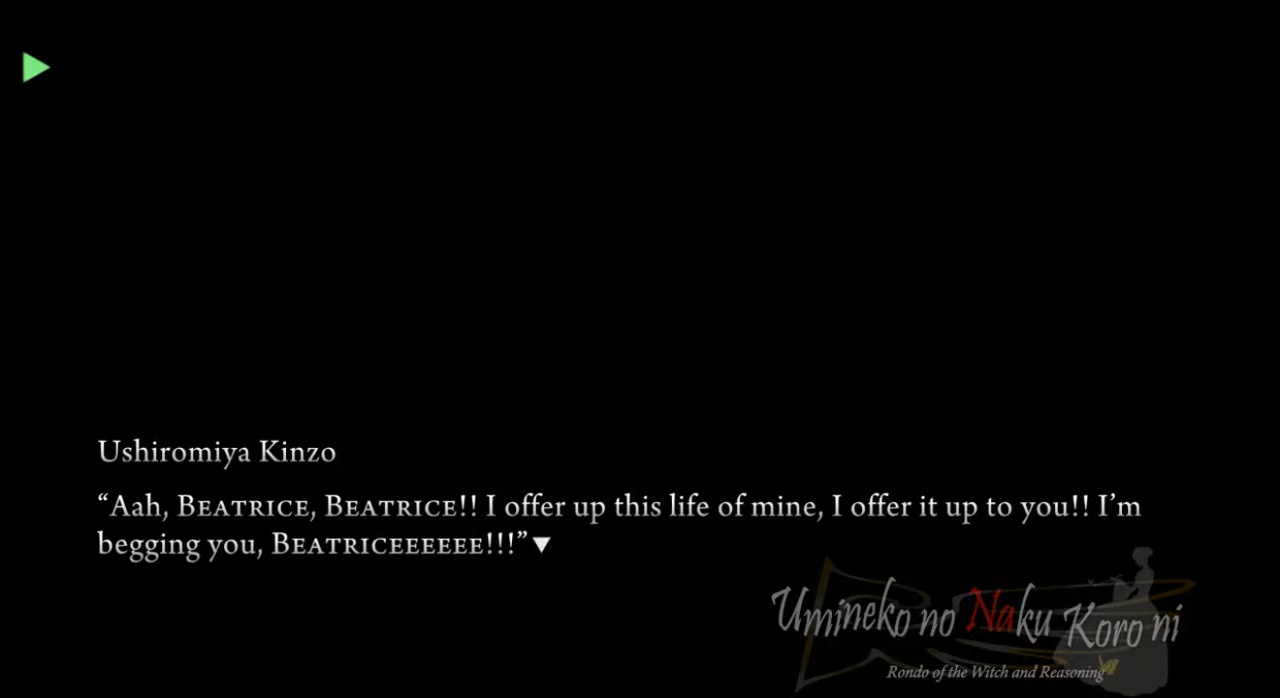 Ushiromiya Kinzo
“Aah, BEATRICE, BEATRICE!! I offer up this life of mine, I offer it up to you!! I’m
begging you, BEATRICEEEEEE!!!”
Umineko no Naku Koro ni
Rondo of the Witch and Reasoning